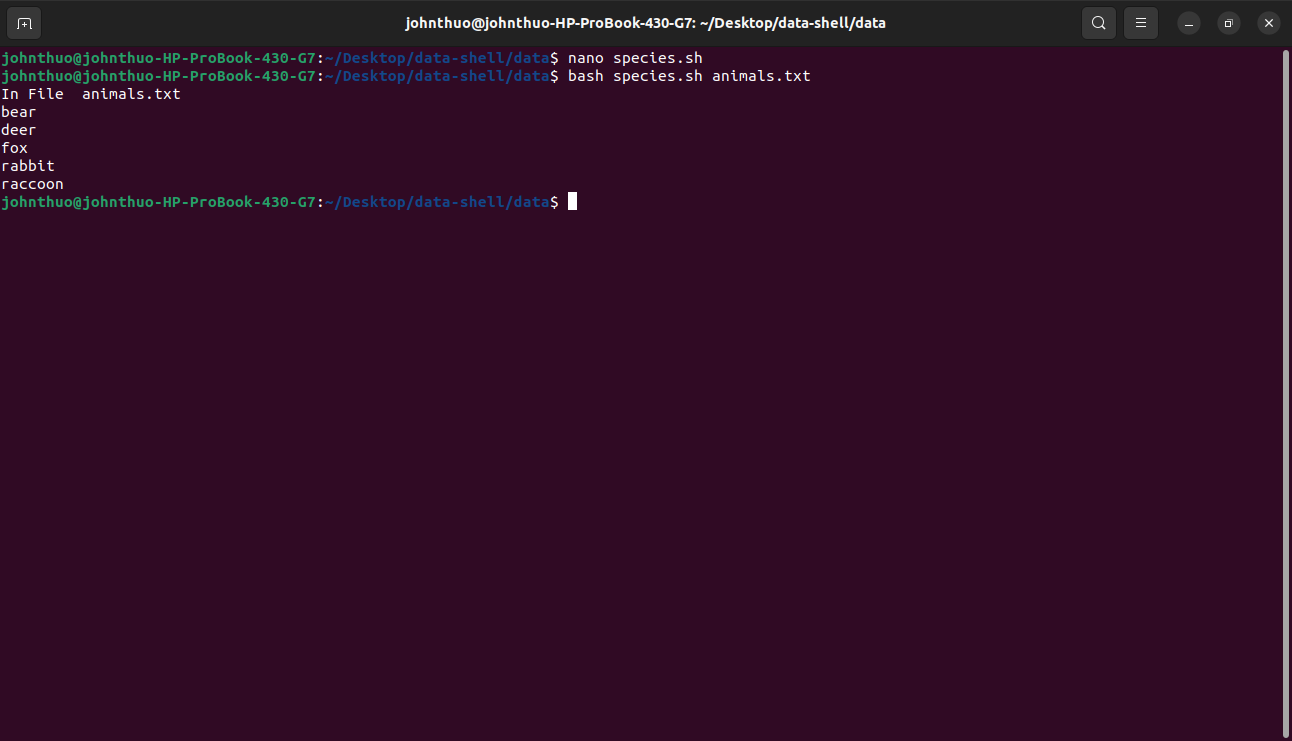 johnthuo@johnthuo-HP-ProBook-430-G7: ~/Desktop/data-shell/data
johnthuo@johnthuo-HP-ProBook-430-G7:~/Desktop/data-shell/data$ nano species.sh
johnthuo@johnthuo-HP-ProBook-430-G7:~/Desktop/data-shell/data$ bash species.sh animals.txt
In File  animals.txt
bear
deer
fox
rabbit
raccoon
johnthuo@johnthuo-HP-ProBook-430-G7:~/Desktop/data-shell/data$